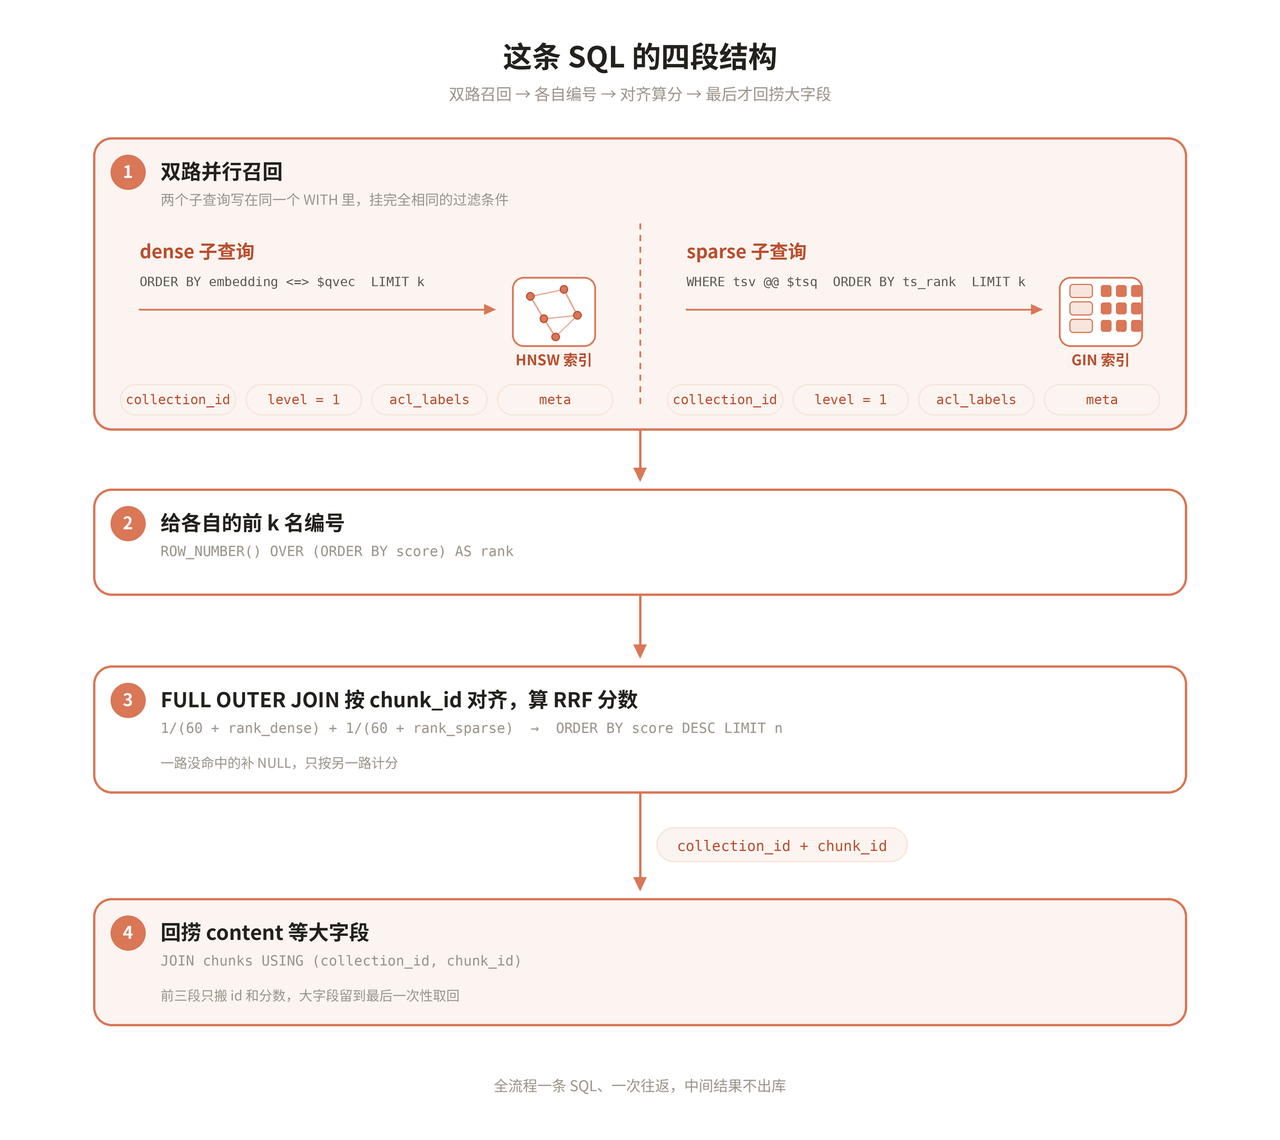 这条 SQL 的四段结构
双路召回 → 各自编号 → 对齐算分 → 最后才回捞大字段
1
双路并行召回
两个子查询写在同一个 WITH 里，挂完全相同的过滤条件
dense 子查询
ORDER BY embedding <=> $qvec  LIMIT k
HNSW 索引
collection_id
level = 1
acl_labels
meta
sparse 子查询
WHERE tsv @@ $tsq  ORDER BY ts_rank  LIMIT k
GIN 索引
collection_id
level = 1
acl_labels
meta
2
给各自的前 k 名编号
ROW_NUMBER() OVER (ORDER BY score) AS rank
3
FULL OUTER JOIN 按 chunk_id 对齐，算 RRF 分数
1/(60 + rank_dense) + 1/(60 + rank_sparse)  →  ORDER BY score DESC LIMIT n
一路没命中的补 NULL，只按另一路计分
collection_id + chunk_id
4
回捞 content 等大字段
JOIN chunks USING (collection_id, chunk_id)
前三段只搬 id 和分数，大字段留到最后一次性取回
全流程一条 SQL、一次往返，中间结果不出库